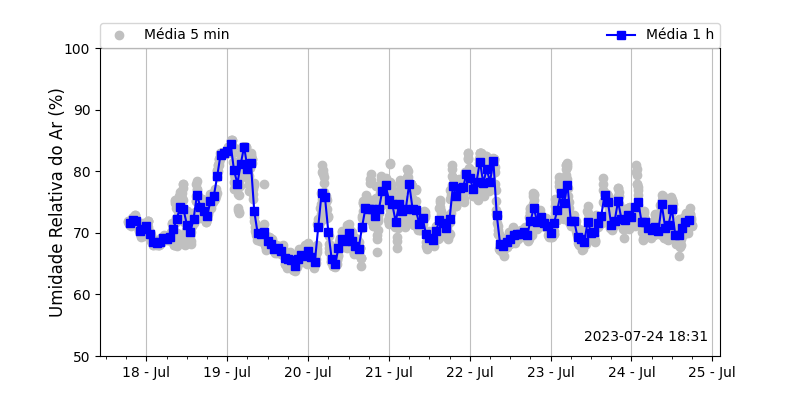 Média 5 min
Média 1 h
Umidade Relativa do Ar (%)
100
90
80
70
60
50
2023-07-24 18:31
18 - Jul
19 - Jul
20 - Jul
21 - Jul
22 - Jul
23 - Jul
24 - Jul
25 - Jul